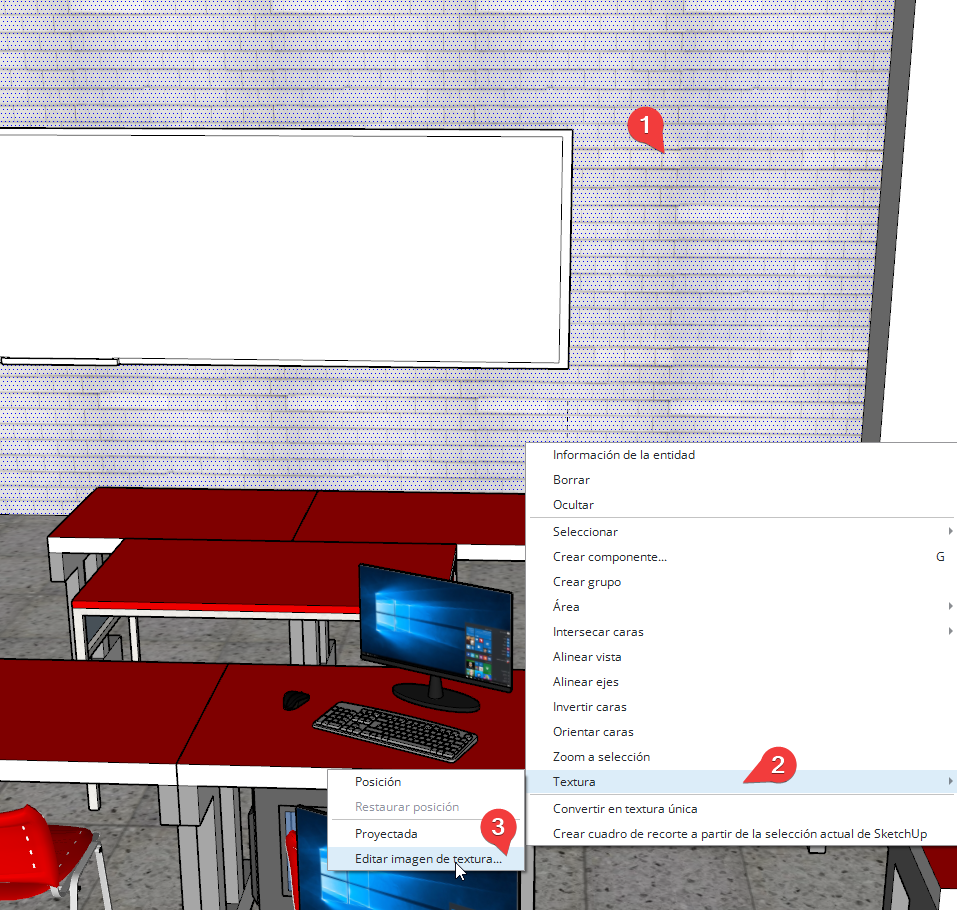 1
Información de la entidad
Borrar
Ocultar
Seleccionar
Crear componente... G
Crear grupo
Área
Intersecar caras
Alinear vista
Alinear ejes
Invertir caras
Orientar caras
Zoom a selección
Textura 2
Convertir en textura única
Crear cuadro de recorte a partir de la selección actual de SketchUp
Posición
Restaurar posición
Proyectada 3
Editar imagen de textura...